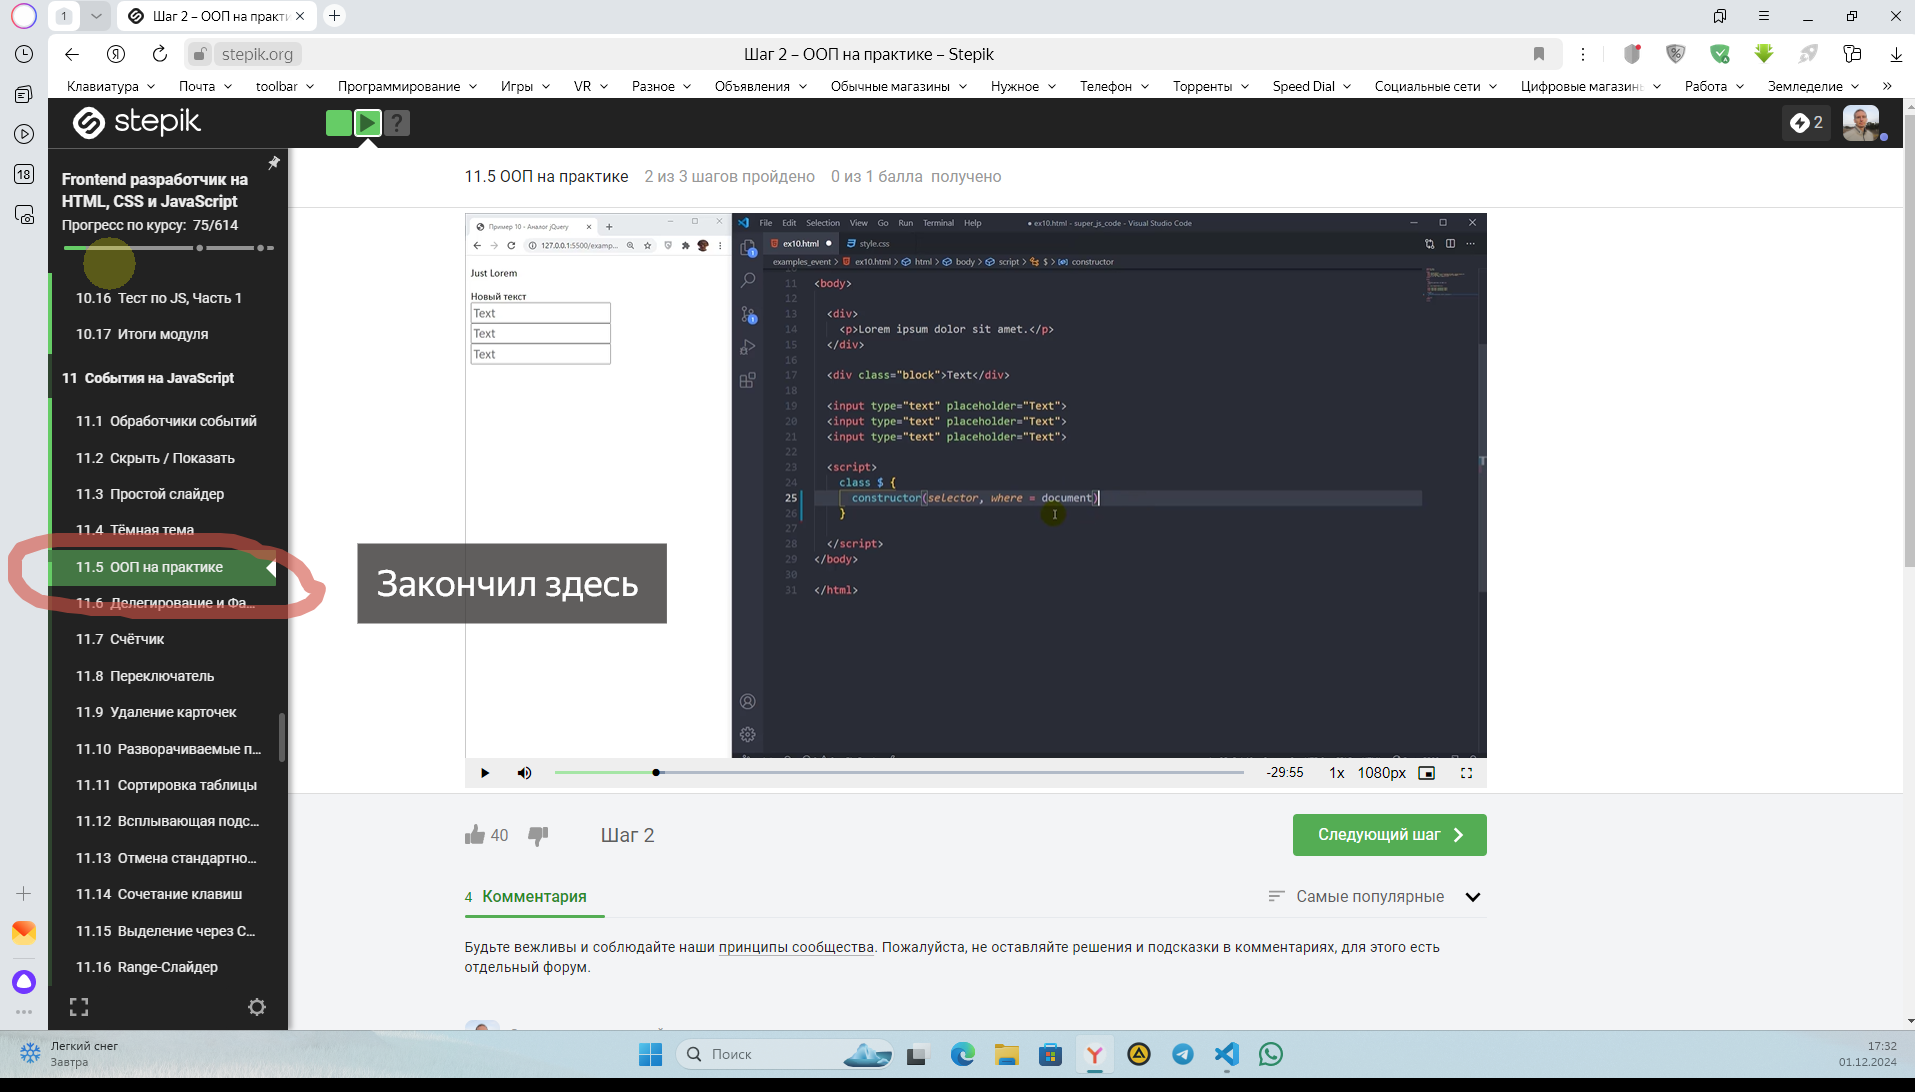 1
Шаг 2 – ООП на практи
stepik.org
Шаг 2 – ООП на практике – Stepik
Клавиатура
Почта
toolbar
Программирование
Игры
VR
Разное
Объявления
Обычные магазины
Нужное
Телефон
Торренты
Speed Dial
Социальные сети
Цифровые магазины
Работа
Земледелие
»
18
stepik
?
2
Frontend разработчик на
HTML, CSS и JavaScript
Прогресс по курсу: 75/614
10.16 Тест по JS, Часть 1
10.17 Итоги модуля
11 События на JavaScript
11.1 Обработчики событий
11.2 Скрыть / Показать
11.3 Простой слайдер
11.4 Тёмная тема
11.5 ООП на практике
11.6 Делегирование и Фа...
11.7 Счётчик
11.8 Переключатель
11.9 Удаление карточек
11.10 Разворачиваемые п...
11.11 Сортировка таблицы
11.12 Всплывающая подс...
11.13 Отмена стандартно...
11.14 Сочетание клавиш
11.15 Выделение через C...
11.16 Range-Слайдер
11.5 ООП на практике 2 из 3 шагов пройдено 0 из 1 балла получено
Пример 10 - Аналог jQuery
127.0.0.1:5500/examp...
Just Lorem
Новый текст
Text
Text
Text
Закончил здесь
File Edit Selection View Go Run Terminal Help
● ex10.html - super_js_code - Visual Studio Code
ex10.html ●
style.css
examples_event > ex10.html > html > body > script > $ > constructor
11 <body>
12
13 <div>
14 <p>Lorem ipsum dolor sit amet.</p>
15 </div>
16
17 <div class="block">Text</div>
18
19 <input type="text" placeholder="Text">
20 <input type="text" placeholder="Text">
21 <input type="text" placeholder="Text">
22
23 <script>
24 class $ {
25 constructor(selector, where = document)
26 }
27
28 </script>
29 </body>
30
31 </html>
-29:55
1x
1080px
40
Шаг 2
Следующий шаг
4 Комментария
Самые популярные
Будьте вежливы и соблюдайте наши принципы сообщества. Пожалуйста, не оставляйте решения и подсказки в комментариях, для этого есть
отдельный форум.
Легкий снег
Завтра
Поиск
17:32
01.12.2024